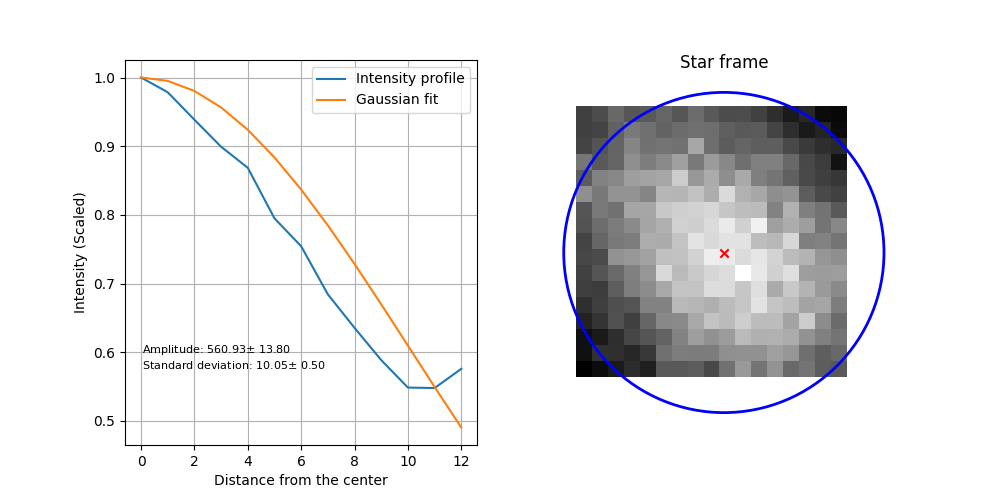 Star frame
Intensity profile
Gaussian fit
1.0
0.9
0.8
0.7
0.6
0.5
Intensity (Scaled)
Amplitude: 560.93± 13.80
Standard deviation: 10.05± 0.50
0 2 4 6 8 10 12
Distance from the center